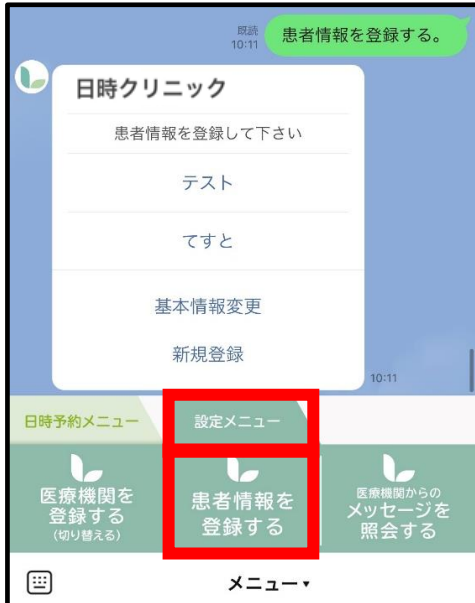 既読
10:11
患者情報を登録する。
日時クリニック
患者情報を登録して下さい
テスト
てすと
基本情報変更
新規登録
10:11
日時予約メニュー
設定メニュー
医療機関を
登録する
(切り替える)
患者情報を
登録する
医療機関からの
メッセージを
照会する
メニュー▼